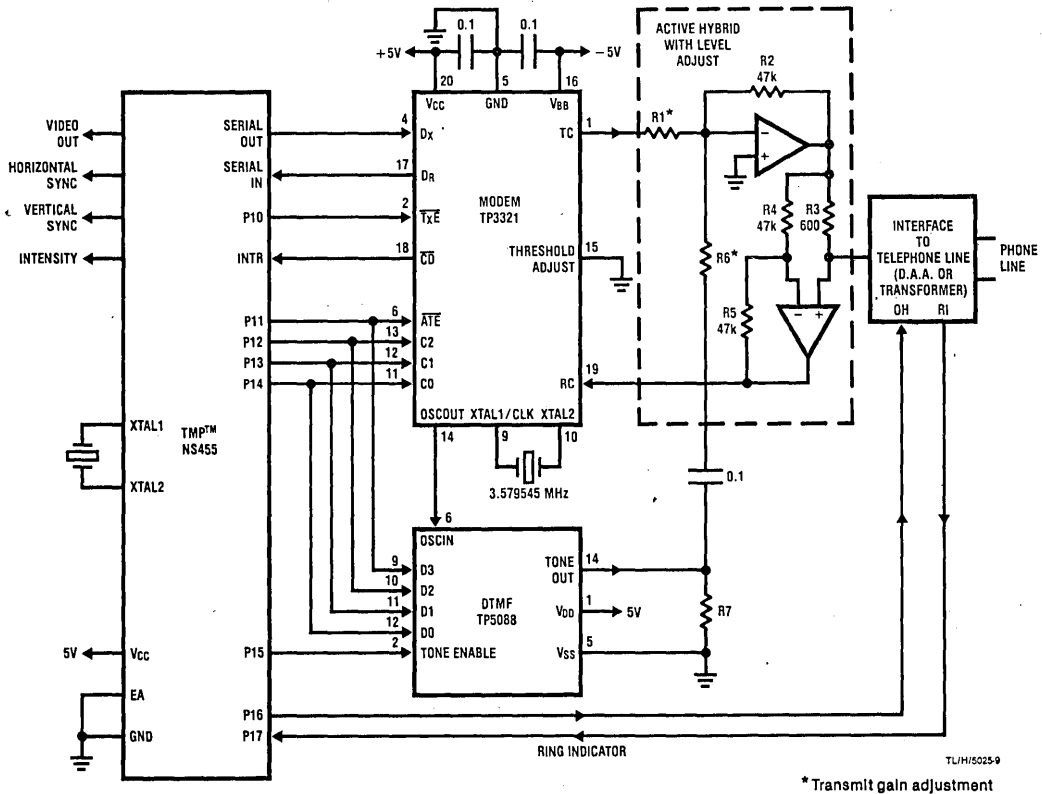 0.1
0.1
+5V
-5V
20
5
16
VCC
GND
VBB
ACTIVE HYBRID
WITH LEVEL
ADJUST
R2
47k
VIDEO
OUT
HORIZONTAL
SYNC
VERTICAL
SYNC
INTENSITY
SERIAL
OUT
SERIAL
IN
P10
INTR
P11
P12
P13
P14
4
DX
17
DR
2
TxE
18
CD
6
ATE
13
C2
12
C1
11
C0
MODEM
TP3321
TC
1
THRESHOLD
ADJUST
15
RC
19
R1*
-
+
R4
47k
R3
600
R6*
R5
47k
-
+
INTERFACE
TO
TELEPHONE LINE
(D.A.A. OR
TRANSFORMER)
OH
RI
PHONE
LINE
OSCOUT
XTAL1/CLK
XTAL2
14
9
10
3.579545 MHz
XTAL1
XTAL2
TMP™
NS455
0.1
6
OSCIN
9
D3
10
D2
11
D1
12
D0
2
TONE ENABLE
DTMF
TP5088
TONE
OUT
14
VDD
1
5V
VSS
5
R7
5V
VCC
EA
GND
P15
P16
P17
RING INDICATOR
TL/H/5025-9
* Transmit gain adjustment